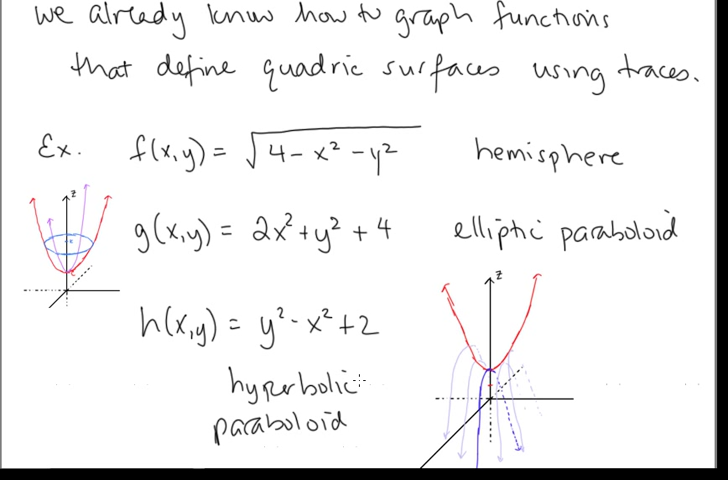 we already know how to graph functions
that define quadric surfaces using traces.
Ex. f(x,y) = √(4 - x² - y²) hemisphere
z
g(x,y) = 2x² + y² + 4 elliptic paraboloid
z
h(x,y) = y² - x² + 2
hyperbolic
paraboloid